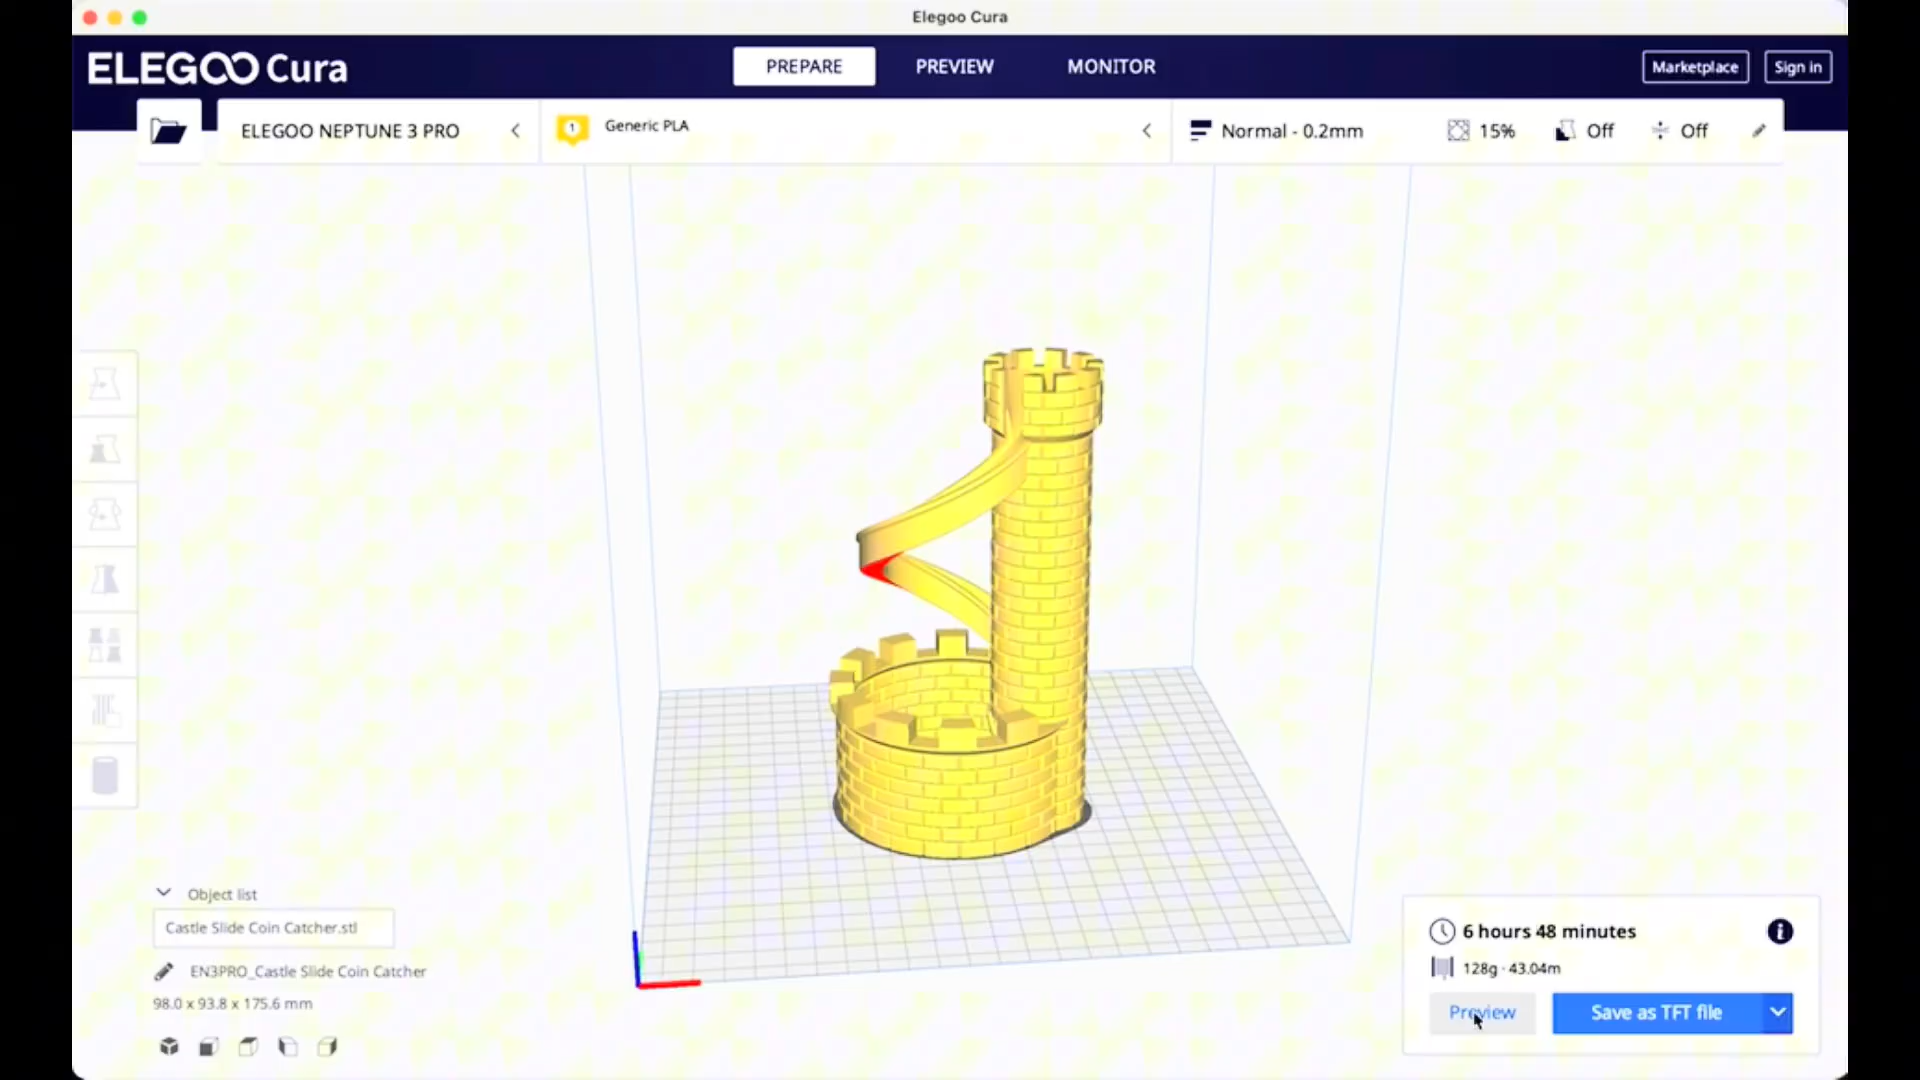 Elegoo Cura
ELEGOO Cura
PREPARE
PREVIEW
MONITOR
Marketplace
Sign in
ELEGOO NEPTUNE 3 PRO
1
Generic PLA
Normal - 0.2mm
15%
Off
Off
Object list
Castle Slide Coin Catcher.stl
EN3PRO_Castle Slide Coin Catcher
98.0 x 93.8 x 175.6 mm
6 hours 48 minutes
128g · 43.04m
Preview
Save as TFT file